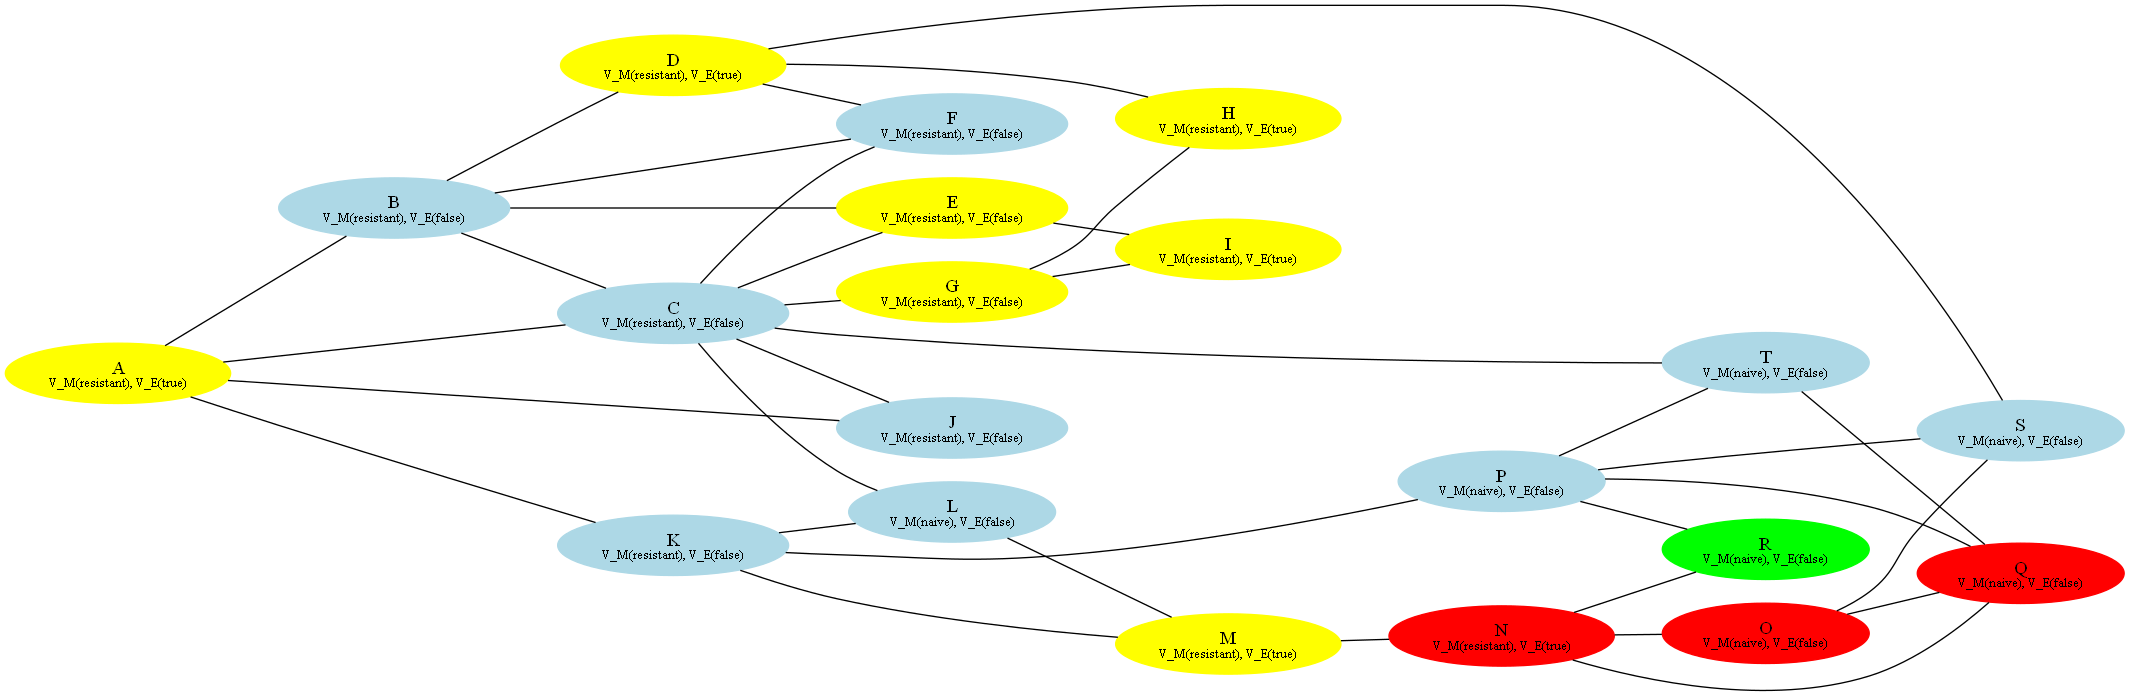 D
V_M(resistant), V_E(true)
F
V_M(resistant), V_E(false)
H
V_M(resistant), V_E(true)
B
V_M(resistant), V_E(false)
E
V_M(resistant), V_E(false)
I
V_M(resistant), V_E(true)
G
V_M(resistant), V_E(false)
C
V_M(resistant), V_E(false)
A
V_M(resistant), V_E(true)
T
V_M(naive), V_E(false)
J
V_M(resistant), V_E(false)
S
V_M(naive), V_E(false)
P
V_M(naive), V_E(false)
L
V_M(naive), V_E(false)
K
V_M(resistant), V_E(false)
R
V_M(naive), V_E(false)
Q
V_M(naive), V_E(false)
M
V_M(resistant), V_E(true)
N
V_M(resistant), V_E(true)
O
V_M(naive), V_E(false)